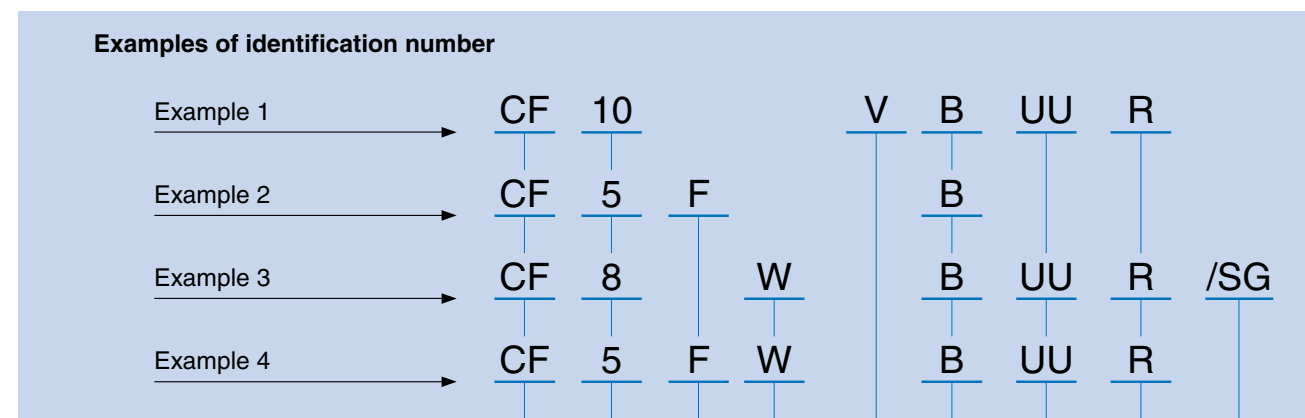 Examples of identification number
Example 1 CF 10 V B UU R
Example 2 CF 5 F B
Example 3 CF 8 W B UU R /SG
Example 4 CF 5 F W B UU R